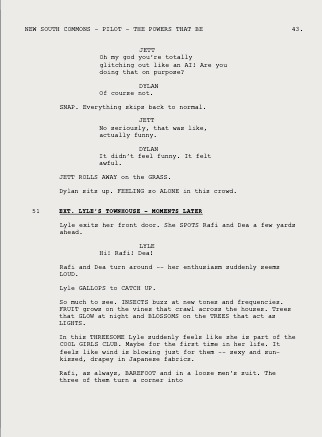 NEW SOUTH COMMONS - PILOT - THE POWERS THAT BE 43.
JETT
Oh my god you're totally
glitching out like an AI! Are you
doing that on purpose?
DYLAN
Of course not.
SNAP. Everything skips back to normal.
JETT
No seriously, that was like,
actually funny.
DYLAN
It didn't feel funny. It felt
awful.
JETT ROLLS AWAY on the GRASS.
Dylan sits up. FEELING so ALONE in this crowd.
51 EXT. LYLE'S TOWNHOUSE - MOMENTS LATER
Lyle exits her front door. She SPOTS Rafi and Dea a few yards
ahead.
LYLE
Hi! Rafi! Dea!
Rafi and Dea turn around -- her enthusiasm suddenly seems
LOUD.
Lyle GALLOPS to CATCH UP.
So much to see. INSECTS buzz at new tones and frequencies.
FRUIT grows on the vines that crawl across the houses. Trees
that GLOW at night and BLOSSOMS on the TREES that act as
LIGHTS.
In this THREESOME Lyle suddenly feels like she is part of the
COOL GIRLS CLUB. Maybe for the first time in her life. It
feels like wind is blowing just for them -- sexy and sun-
kissed, drapey in Japanese fabrics.
Rafi, as always, BAREFOOT and in a loose men's suit. The
three of them turn a corner into